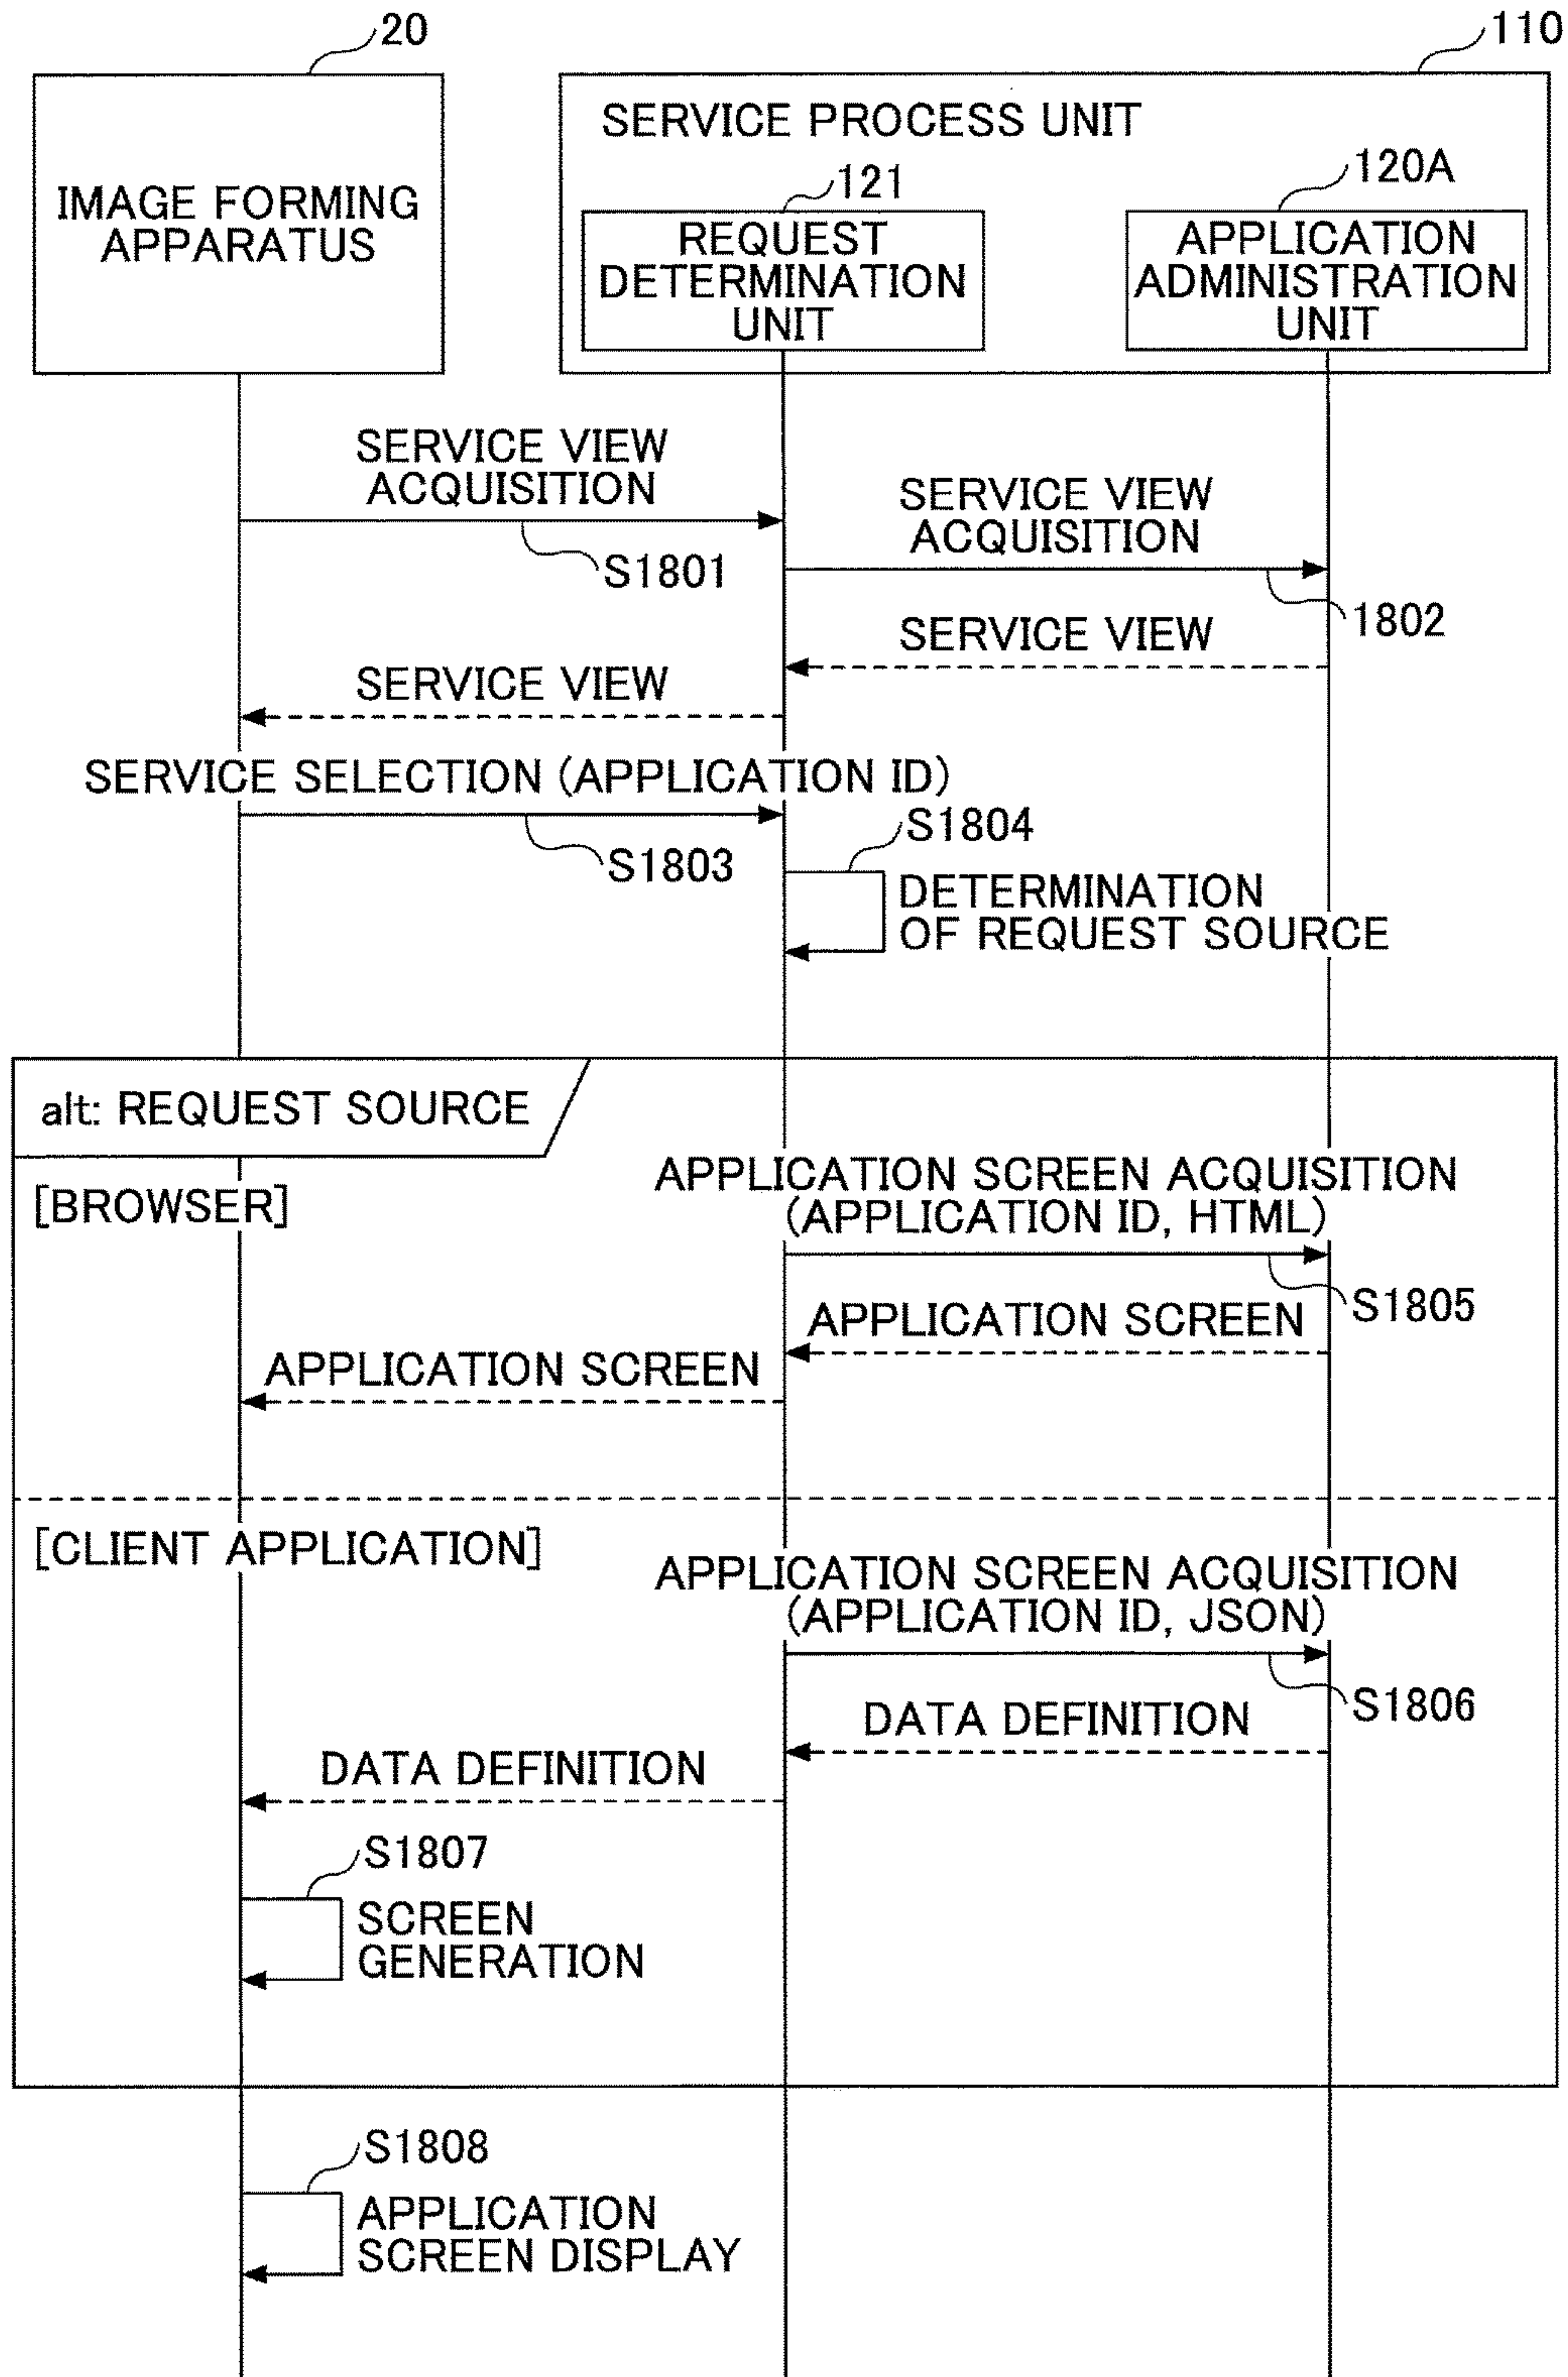 20
110
SERVICE PROCESS UNIT
IMAGE FORMING
APPARATUS
121
120A
REQUEST
DETERMINATION
UNIT
APPLICATION
ADMINISTRATION
UNIT
SERVICE VIEW
ACQUISITION
S1801
SERVICE VIEW
ACQUISITION
1802
SERVICE VIEW
SERVICE VIEW
SERVICE SELECTION (APPLICATION ID)
S1803
S1804
DETERMINATION
OF REQUEST SOURCE
alt: REQUEST SOURCE
[BROWSER]
APPLICATION SCREEN ACQUISITION
(APPLICATION ID, HTML)
S1805
APPLICATION SCREEN
APPLICATION SCREEN
[CLIENT APPLICATION]
APPLICATION SCREEN ACQUISITION
(APPLICATION ID, JSON)
S1806
DATA DEFINITION
DATA DEFINITION
S1807
SCREEN
GENERATION
S1808
APPLICATION
SCREEN DISPLAY